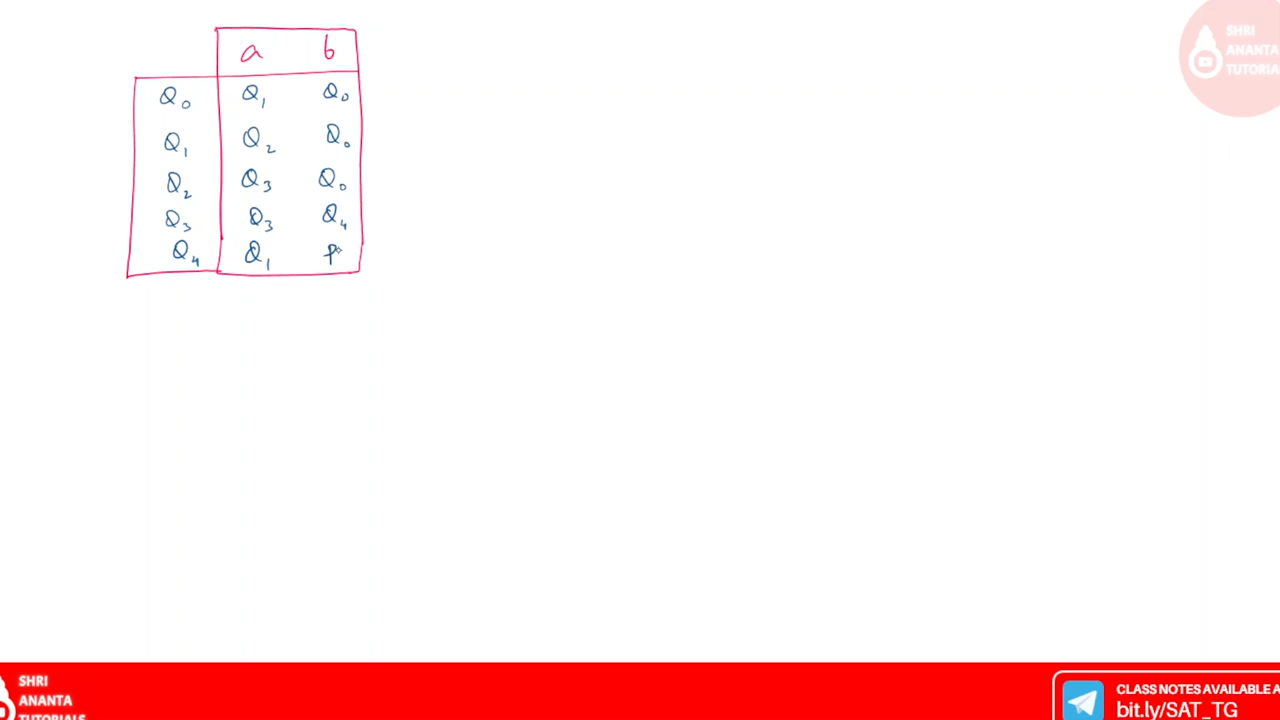 a b
Q₀ Q₁ Q₀
Q₁ Q₂ Q₀
Q₂ Q₃ Q₀
Q₃ Q₃ Q₄
Q₄ Q₁
SHRI
ANANTA
TUTORIA
SHRI
ANANTA
TUTORIALS
CLASS NOTES AVAILABLE A
bit.ly/SAT_TG